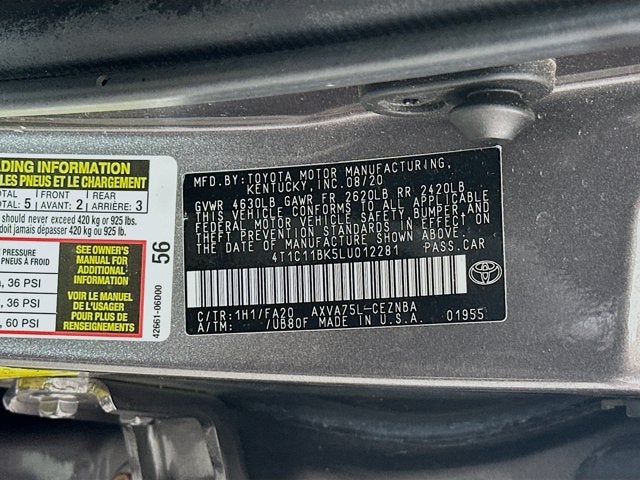 DING INFORMATION
LES PNEUS ET LE CHARGEMENT
TOTAL 5 FRONT AVANT: 2 REAR ARRIÈRE: 3
should never exceed 420 kg or 925 lbs.
doit jamais dépasser 420 kg ou 925 lb.
PRESSURE
PNEUS À FROID
36 PSI
36 PSI
60 PSI
SEE OWNER'S
MANUAL FOR
ADDITIONAL
INFORMATION
VOIR LE MANUEL
DE L'USAGER
POUR PLUS DE
RENSEIGNEMENTS
56
42661-06D00
MFD.BY: TOYOTA MOTOR MANUFACTURING,
KENTUCKY, INC. 08/20
GVWR 4630LB GAWR FR 2620LB RR 2420LB
THIS VEHICLE CONFORMS TO ALL APPLICABLE
FEDERAL MOTOR VEHICLE SAFETY, BUMPER, AND
THEFT PREVENTION STANDARDS IN EFFECT ON
THE DATE OF MANUFACTURE SHOWN ABOVE.
4T1C11BK5LU012281 PASS.CAR
C/TR: 1H1/FA20 AXVA75L-CEZNBA
A/TM: /UB80F MADE IN U.S.A. 01955